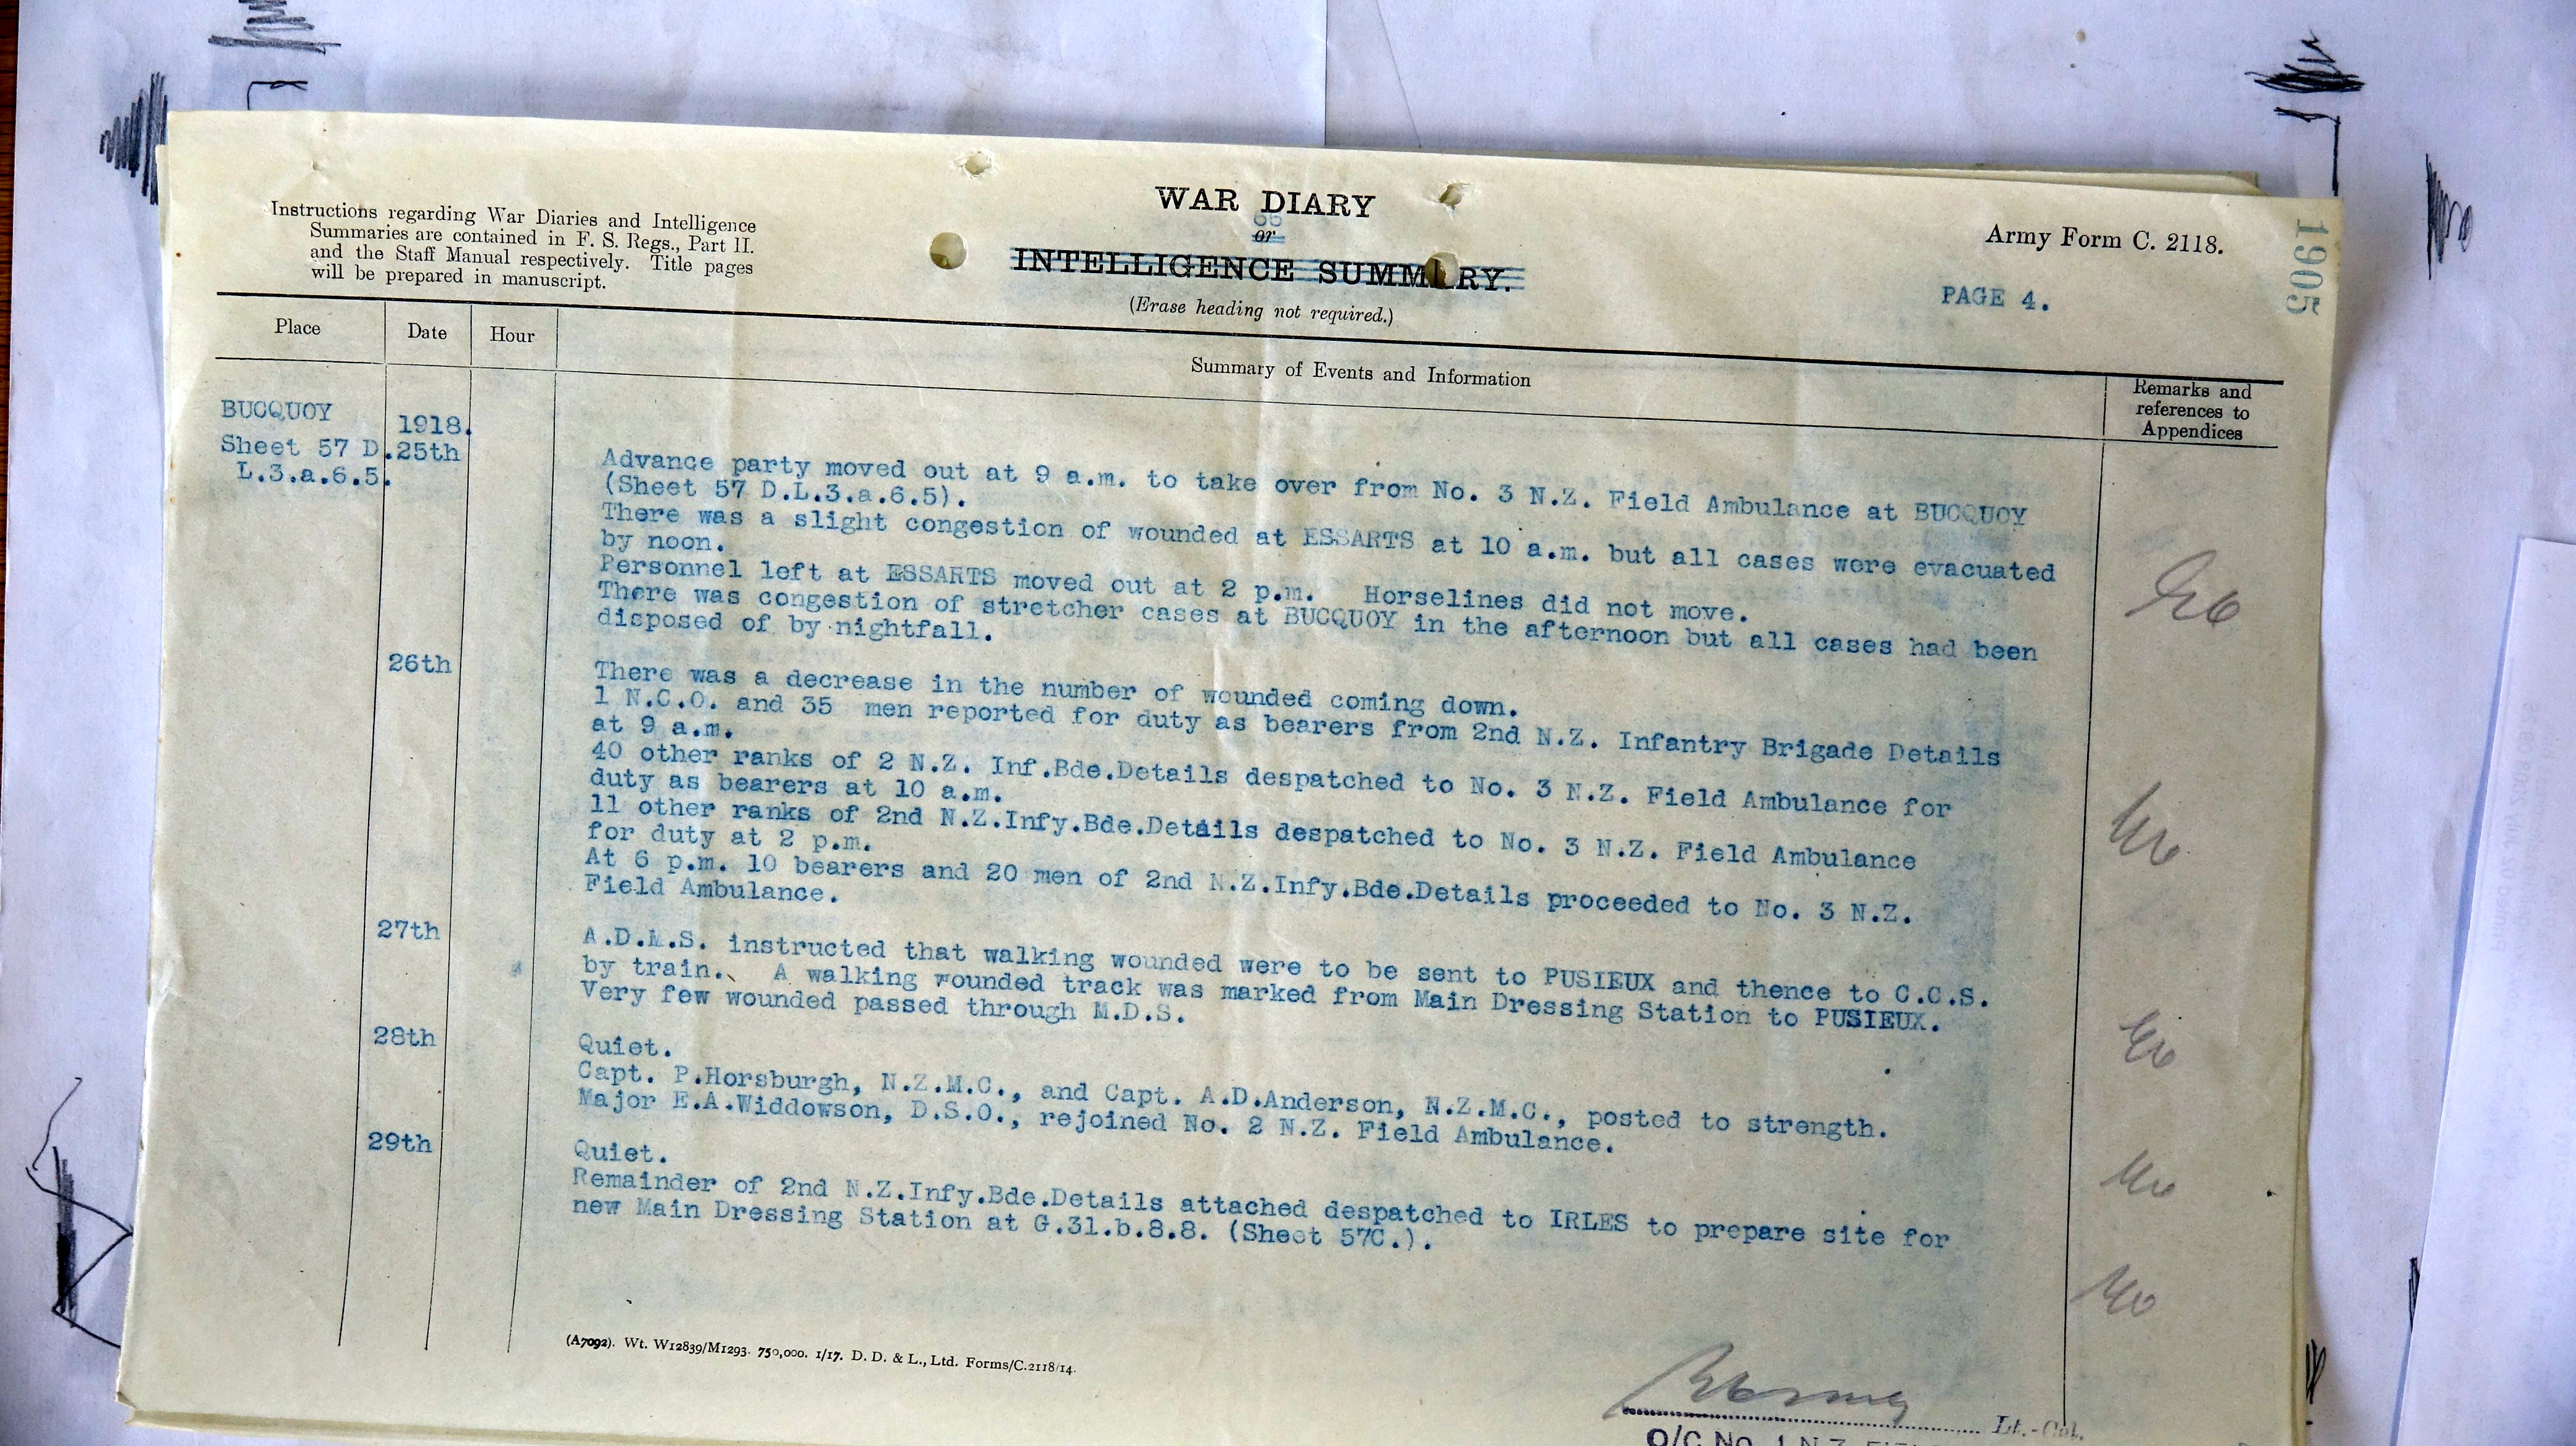 Instructions regarding War Diaries and Intelligence
Summaries are contained in F. S. Regs., Part II.
and the Staff Manual respectively. Title pages
will be prepared in manuscript.
WAR DIARY
or
INTELLIGENCE SUMMARY.
(Erase heading not required.)
Army Form C. 2118.
PAGE 4.
1905
Place
Date
Hour
Summary of Events and Information
Remarks and
references to
Appendices
BUCQUOY
Sheet 57 D.
L.3.a.6.5.
1918.
25th
Advance party moved out at 9 a.m. to take over from No. 3 N.Z. Field Ambulance at BUCQUOY
(Sheet 57 D.L.3.a.6.5).
There was a slight congestion of wounded at ESSARTS at 10 a.m. but all cases were evacuated
by noon.
Personnel left at ESSARTS moved out at 2 p.m. Horselines did not move.
There was congestion of stretcher cases at BUCQUOY in the afternoon but all cases had been
disposed of by nightfall.
26th
There was a decrease in the number of wounded coming down.
1 N.C.O. and 35 men reported for duty as bearers from 2nd N.Z. Infantry Brigade Details
at 9 a.m.
40 other ranks of 2 N.Z. Inf.Bde.Details despatched to No. 3 N.Z. Field Ambulance for
duty as bearers at 10 a.m.
11 other ranks of 2nd N.Z.Infy.Bde.Details despatched to No. 3 N.Z. Field Ambulance
for duty at 2 p.m.
At 6 p.m. 10 bearers and 20 men of 2nd N.Z.Infy.Bde.Details proceeded to No. 3 N.Z.
Field Ambulance.
27th
A.D.M.S. instructed that walking wounded were to be sent to PUSIEUX and thence to C.C.S.
by train. A walking wounded track was marked from Main Dressing Station to PUSIEUX.
Very few wounded passed through M.D.S.
28th
Quiet.
Capt. P.Horsburgh, N.Z.M.C., and Capt. A.D.Anderson, N.Z.M.C., posted to strength.
Major E.A.Widdowson, D.S.O., rejoined No. 2 N.Z. Field Ambulance.
29th
Quiet.
Remainder of 2nd N.Z.Infy.Bde.Details attached despatched to IRLES to prepare site for
new Main Dressing Station at G.31.b.8.8. (Sheet 57C.).
(A7092). Wt. W12839/M1293. 750,000. 1/17. D. D. & L., Ltd. Forms/C.2118/14.
Lt.-Col.
O/C No. 1 N.Z.